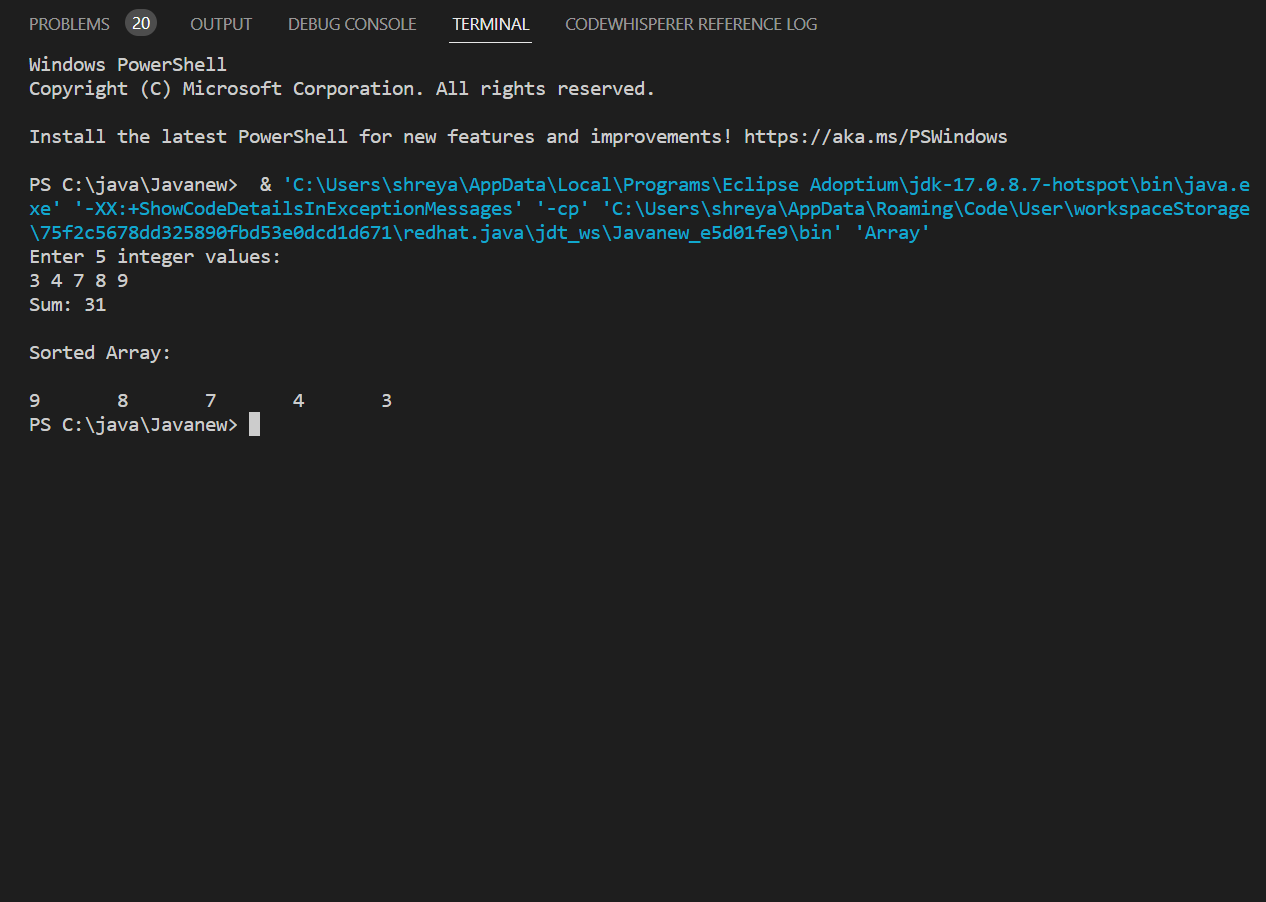 PROBLEMS 20 OUTPUT DEBUG CONSOLE TERMINAL CODEWHISPERER REFERENCE LOG
Windows PowerShell
Copyright (C) Microsoft Corporation. All rights reserved.
Install the latest PowerShell for new features and improvements! https://aka.ms/PSWindows
PS C:\java\Javanew>  & 'C:\Users\shreya\AppData\Local\Programs\Eclipse Adoptium\jdk-17.0.8.7-hotspot\bin\java.e
xe' '-XX:+ShowCodeDetailsInExceptionMessages' '-cp' 'C:\Users\shreya\AppData\Roaming\Code\User\workspaceStorage
\75f2c5678dd325890fbd53e0dcd1d671\redhat.java\jdt_ws\Javanew_e5d01fe9\bin' 'Array'
Enter 5 integer values:
3 4 7 8 9
Sum: 31
Sorted Array:
9       8       7       4       3
PS C:\java\Javanew>